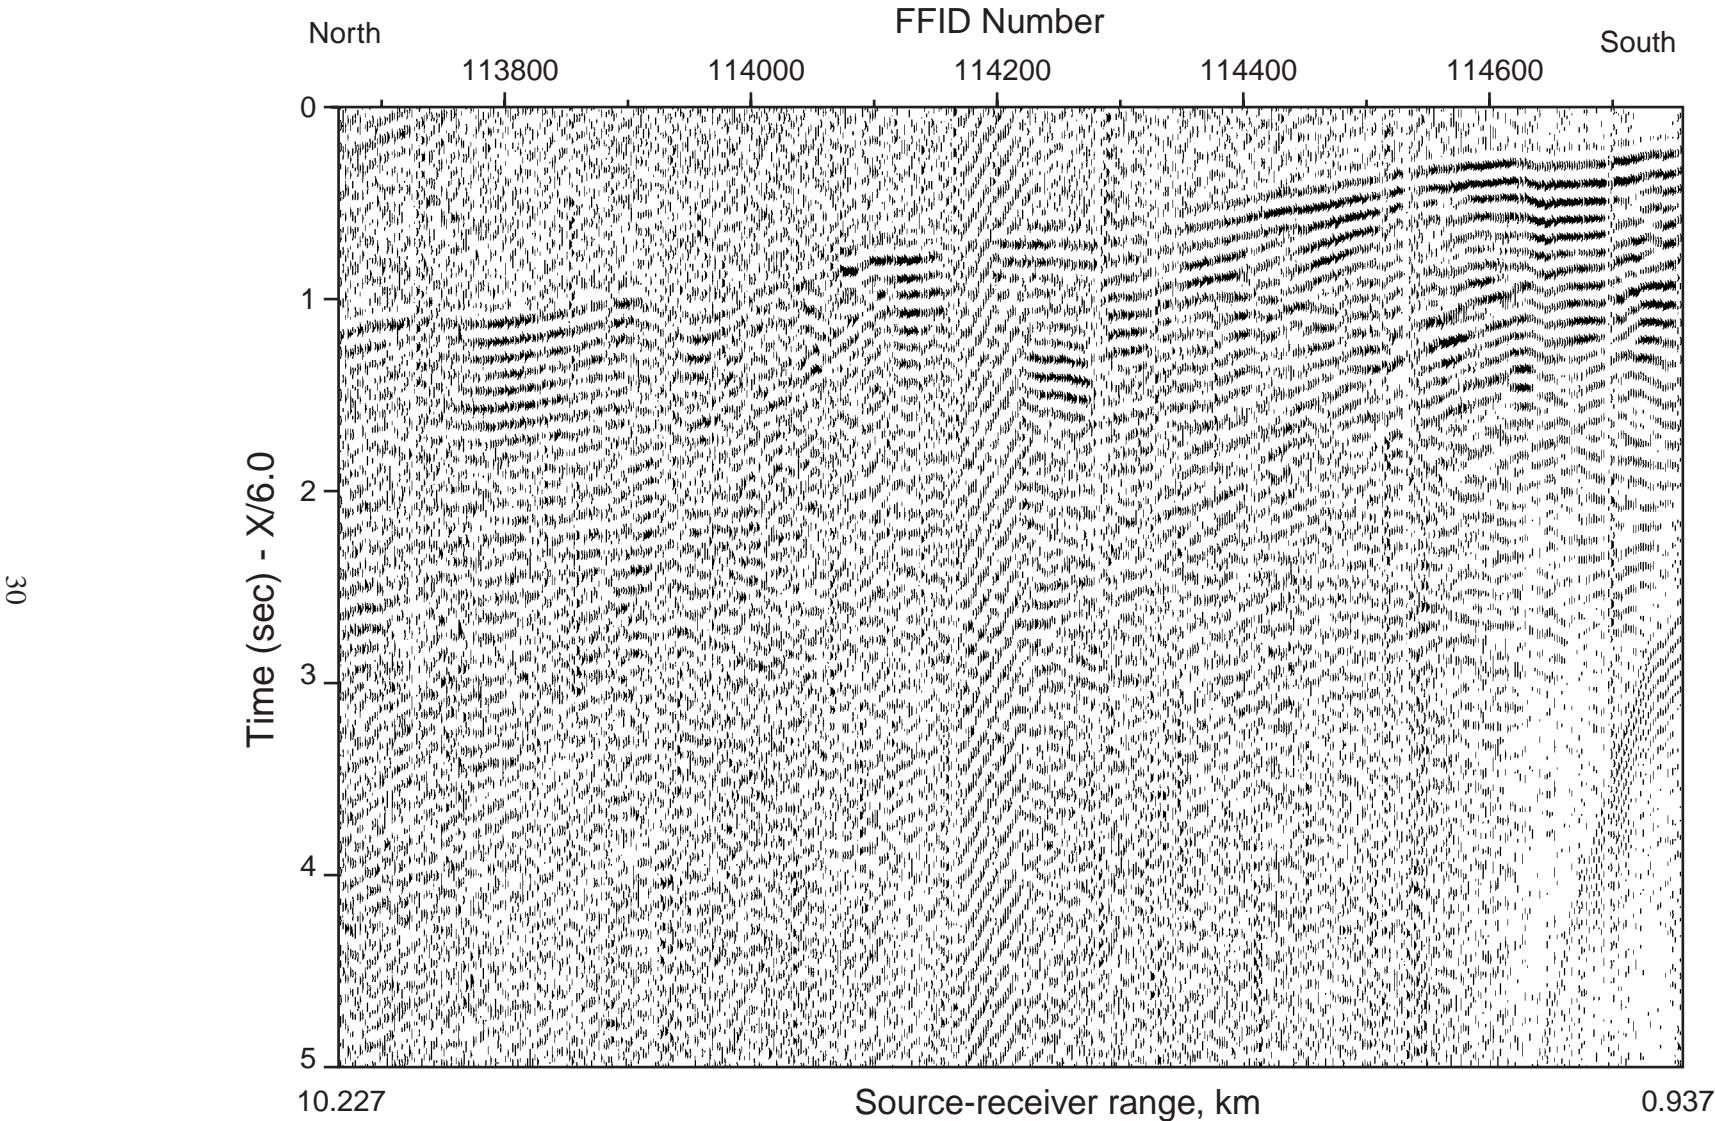 FFID Number
North
South
113800 114000 114200 114400 114600
0
1
2
3
4
5
Time (sec) - X/6.0
30
10.227
Source-receiver range, km
0.937